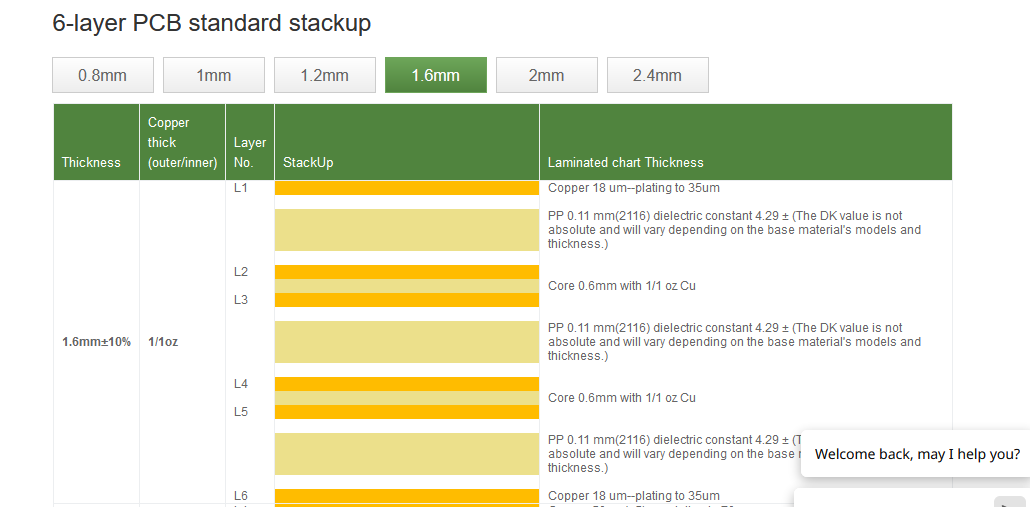 6-layer PCB standard stackup
0.8mm
1mm
1.2mm
1.6mm
2mm
2.4mm
Thickness
Copper
thick
(outer/inner)
Layer
No.
StackUp
Laminated chart Thickness
L1
Copper 18 um--plating to 35um
PP 0.11 mm(2116) dielectric constant 4.29 ± (The DK value is not
absolute and will vary depending on the base material's models and
thickness.)
L2
Core 0.6mm with 1/1 oz Cu
L3
PP 0.11 mm(2116) dielectric constant 4.29 ± (The DK value is not
1.6mm±10%
1/1oz
absolute and will vary depending on the base material's models and
thickness.)
L4
Core 0.6mm with 1/1 oz Cu
L5
PP 0.11 mm(2116) dielectric constant 4.29 ± (T
absolute and will vary depending on the base
thickness.)
Welcome back, may I help you?
L6
Copper 18 um--plating to 35um